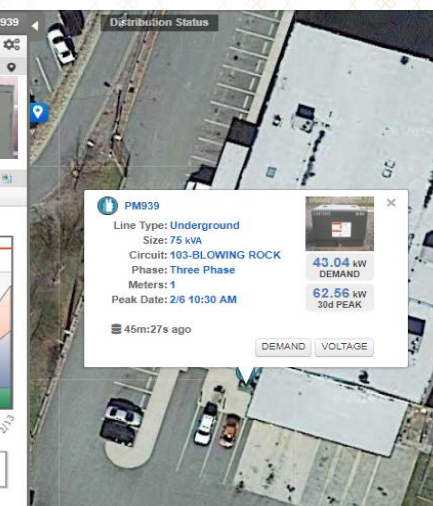 939
Distribution Status
PM939
Line Type: Underground
Size: 75 kVA
Circuit: 103-BLOWING ROCK
Phase: Three Phase
Meters: 1
Peak Date: 2/6 10:30 AM
45m:27s ago
43.04 kW
DEMAND
62.56 kW
30d PEAK
DEMAND VOLTAGE
2/13